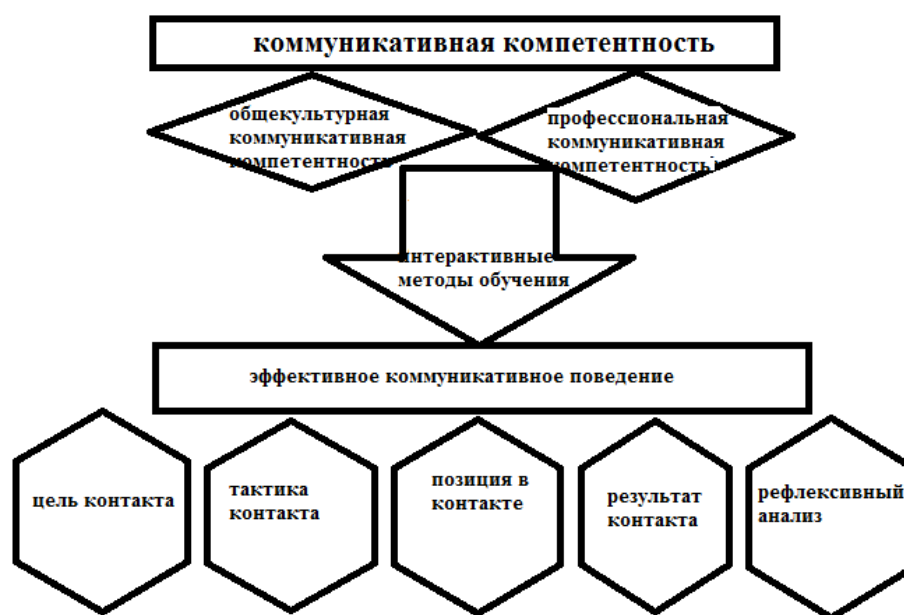 коммуникативная компетентность
общекультурная
коммуникативная
компетентность
профессиональная
коммуникативная
компетентность
интерактивные
методы обучения
эффективное коммуникативное поведение
цель контакта
тактика
контакта
позиция в
контакте
результат
контакта
рефлексивный
анализ